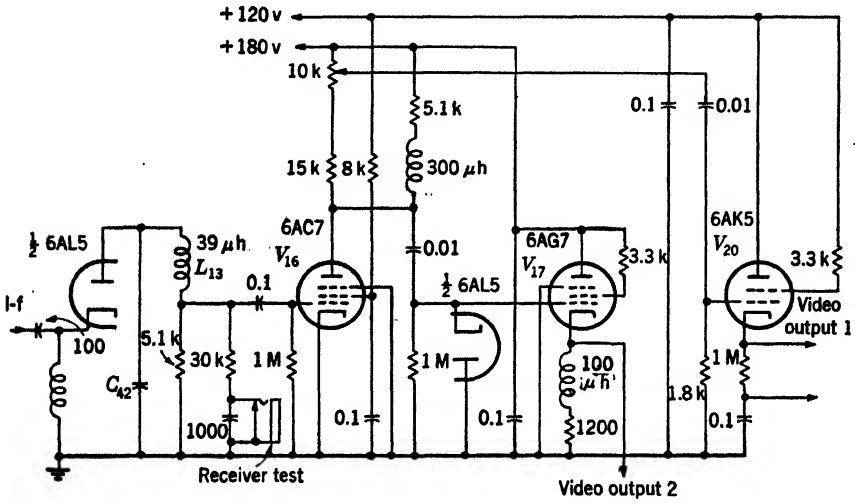 + 120 v
+ 180 v
10 k
5.1 k
0.1
0.01
15 k
8 k
300 μh
½ 6AL5
39 μh
L13
6AC7
V16
0.01
6AG7
V17
3.3 k
6AK5
V20
3.3 k
I-f
100
0.1
½ 6AL5
Video
output 1
5.1 k
30 k
1 M
1 M
100
μh
1 M
1.8 k
C42
1000
0.1
0.1
1200
0.1
Receiver test
Video output 2